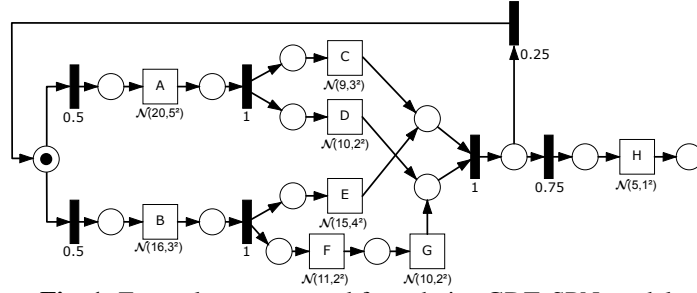 0.25
C
N(9,3²)
A
N(20,5²)
0.5
1
D
N(10,2²)
1
0.75
H
N(5,1²)
E
N(15,4²)
B
N(16,3²)
0.5
1
F
N(11,2²)
G
N(10,2²)